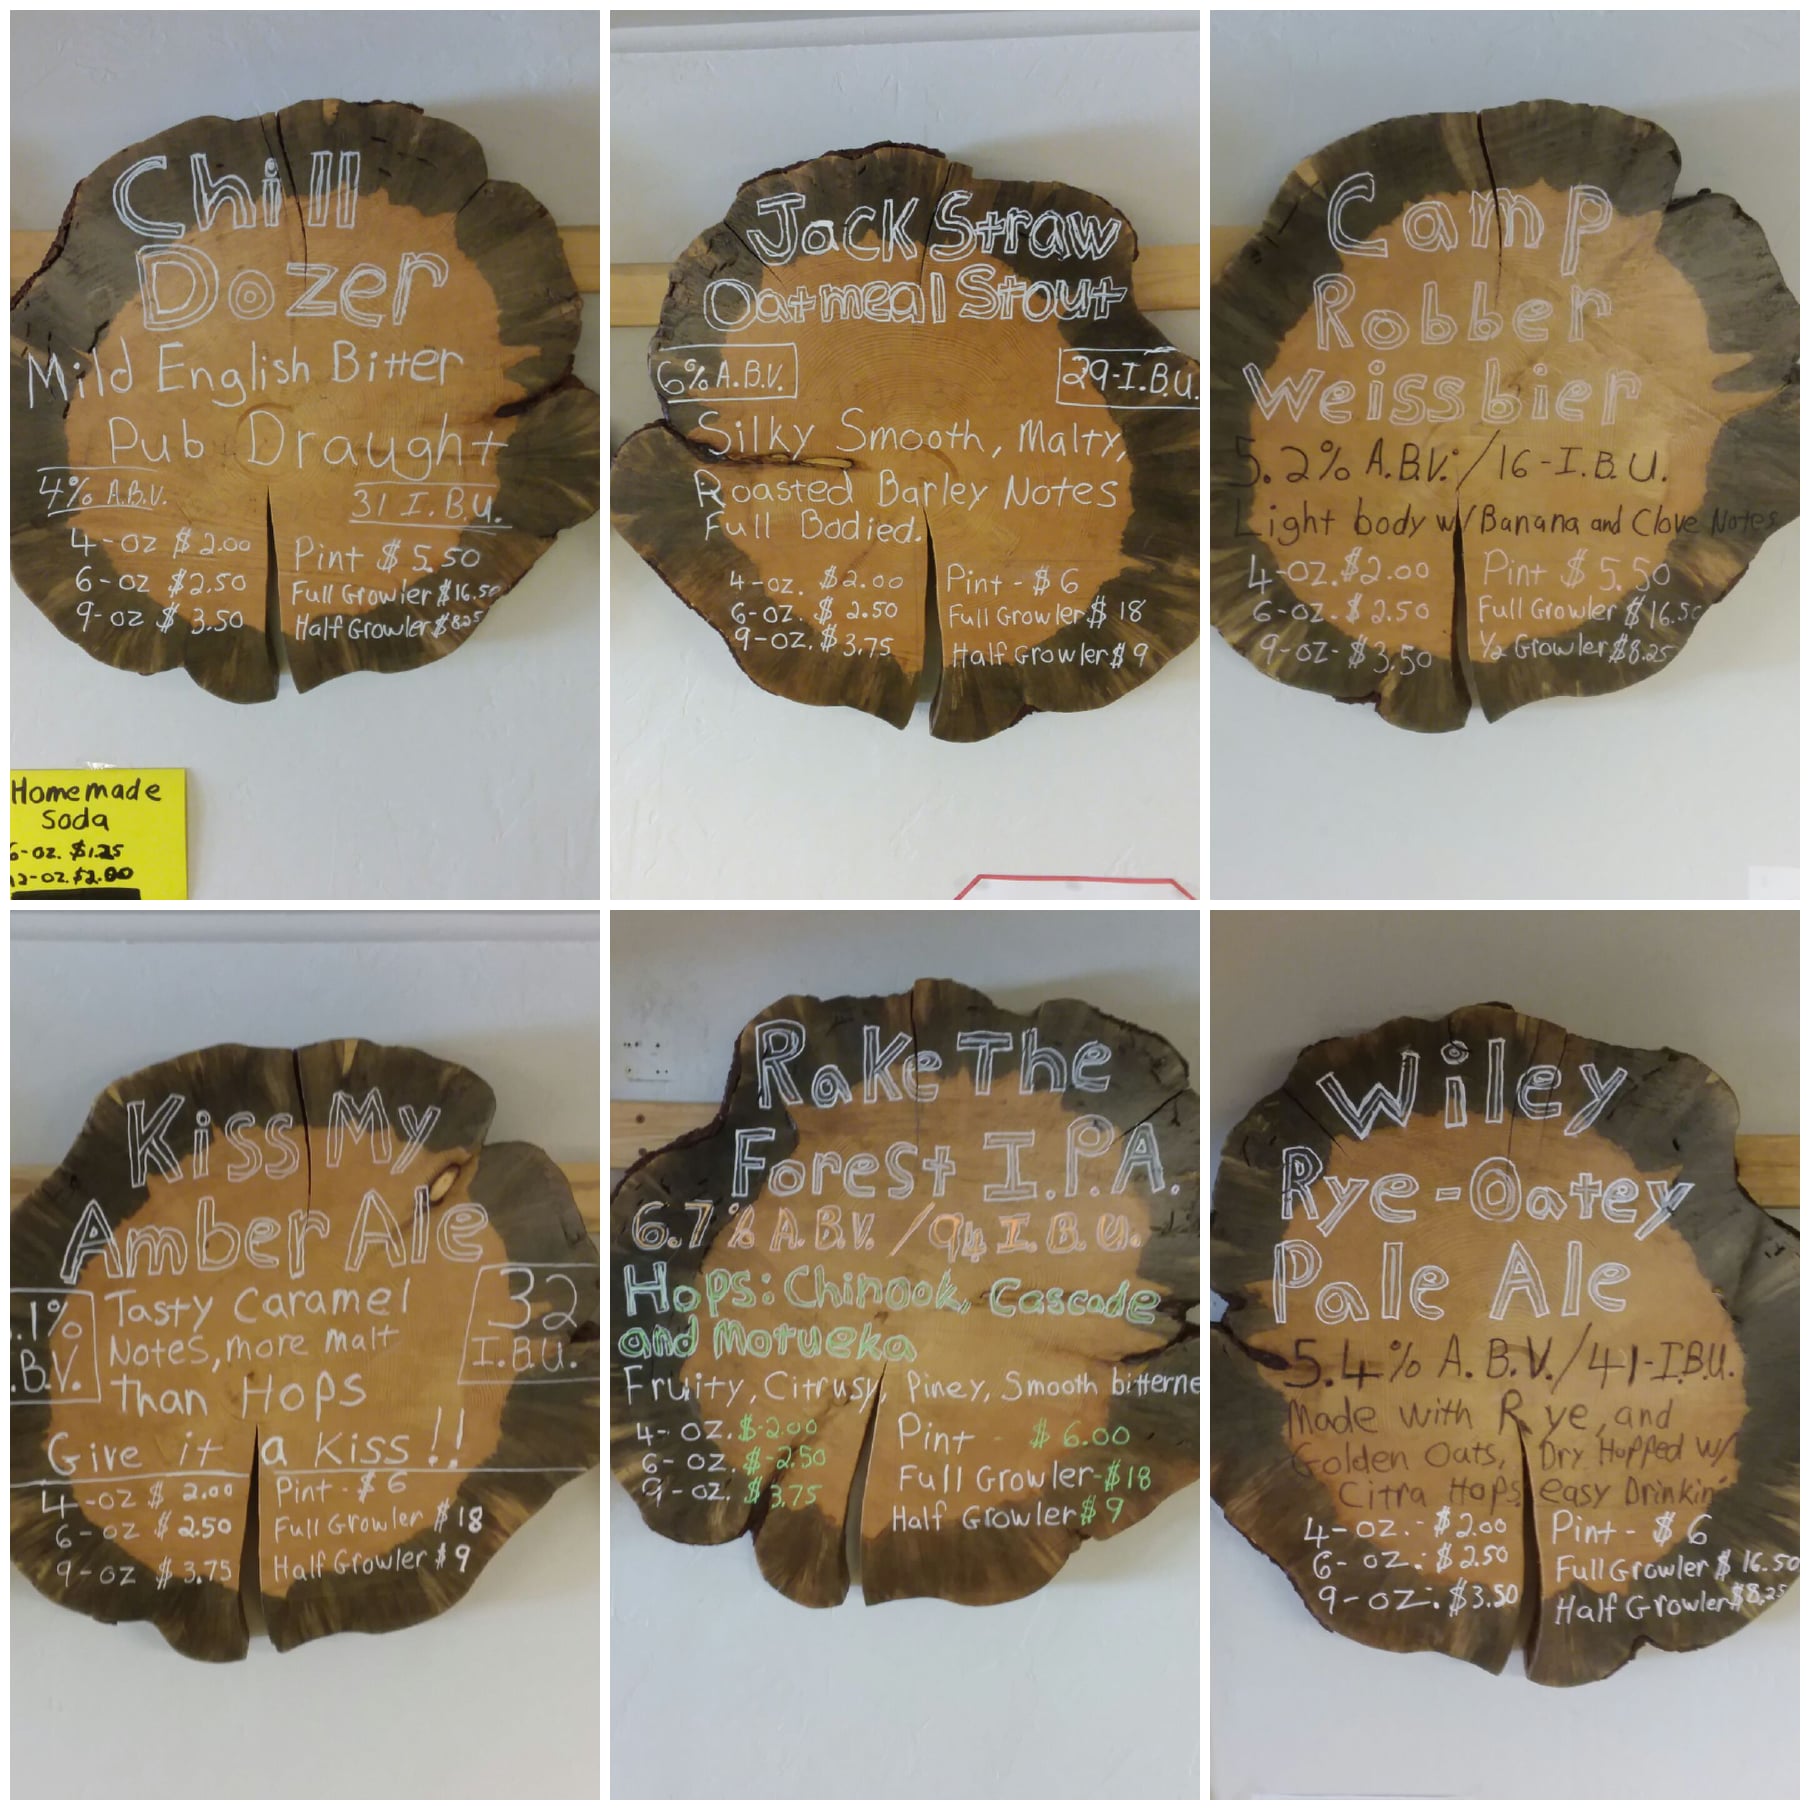 Chill
Dozer
Mild English Bitter
Pub Draught
4% A.B.V.
31 I.B.U.
4-oz $2.00
6-oz $2.50
9-oz $3.50
Pint $5.50
Full Growler $16.50
Half Growler $8.25
Homemade
Soda
6-oz. $1.25
12-oz. $2.00
Jack Straw
Oatmeal Stout
6% A.B.V.
29-I.B.U.
Silky Smooth, Malty,
Roasted Barley Notes
Full Bodied.
4-oz. $2.00
6-oz. $2.50
9-oz. $3.75
Pint - $6
Full Growler $18
Half Growler $9
Camp
Robber
Weissbier
5.2% A.B.V. / 16-I.B.U.
Light body w/ Banana and Clove Notes
4-oz. $2.00
6-oz. $2.50
9-oz- $3.50
Pint $5.50
Full Growler $16.50
1/2 Growler $8.25
Kiss My
Amber Ale
.1%
.B.V.
Tasty Caramel
Notes, more malt
Than Hops
32
I.B.U.
Give it a Kiss!!
4-oz $2.00
6-oz $2.50
9-oz $3.75
Pint - $6
Full Growler $18
Half Growler $9
Rake The
Forest I.P.A.
6.7% A.B.V. / 94 I.B.U.
Hops: Chinook, Cascade
and Motueka
Fruity, Citrusy, Piney, Smooth bitterne
4-oz. $-2.00
6-oz. $-2.50
9-oz. $3.75
Pint - $6.00
Full Growler-$18
Half Growler $9
Wiley
Rye-Oatey
Pale Ale
5.4% A.B.V. / 41-I.B.U.
Made with Rye, and
Golden Oats, Dry Hopped w/
Citra Hops, easy Drinkin'
4-oz.- $2.00
6-oz.: $2.50
9-oz: $3.50
Pint - $6
Full Growler $16.50
Half Growler $8.25